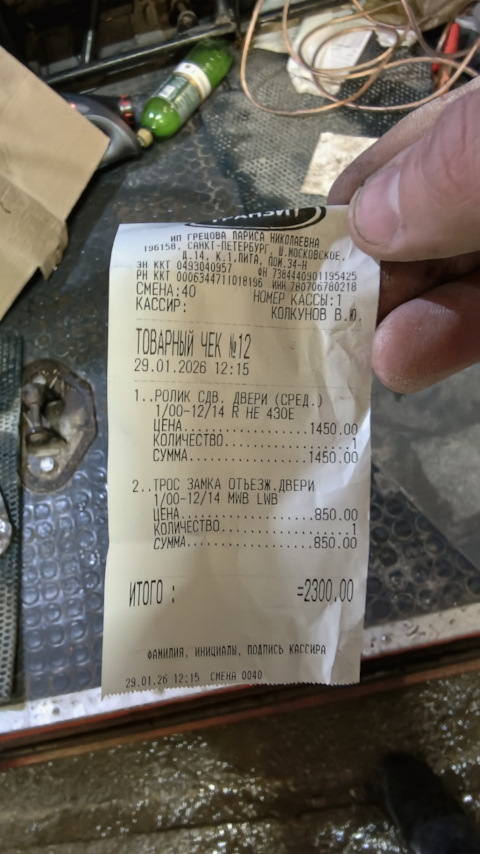 ИП ГРЕЦОВА ЛАРИСА НИКОЛАЕВНА
196158, САНКТ-ПЕТЕРБУРГ, Ш.МОСКОВСКОЕ,
Д.14, К.1,ЛИТА, ПОМ.34-Н
ЗН ККТ 0493040957 ФН 7384440901195425
РН ККТ 0006344711018196 ИНН 780706780218
СМЕНА:40 НОМЕР КАССЫ:1
КАССИР: КОЛКУНОВ В.Ю.
ТОВАРНЫЙ ЧЕК №12
29.01.2026 12:15
1..РОЛИК СДВ. ДВЕРИ (СРЕД.)
1/00-12/14 R НЕ 430Е
ЦЕНА.....................1450.00
КОЛИЧЕСТВО.....................1
СУММА....................1450.00
2..ТРОС ЗАМКА ОТЪЕЗЖ.ДВЕРИ
1/00-12/14 MWB LWB
ЦЕНА......................850.00
КОЛИЧЕСТВО.....................1
СУММА.....................850.00
ИТОГО : =2300.00
ФАМИЛИЯ, ИНИЦИАЛЫ, ПОДПИСЬ КАССИРА
29.01.26 12:15 СМЕНА 0040